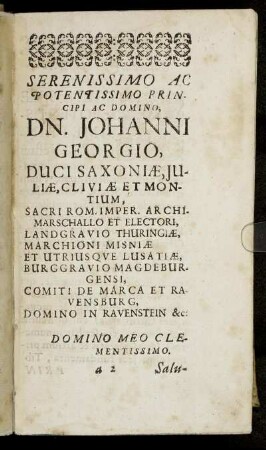 SERENISSIMO AC
POTENTISSIMO PRIN-
CIPI AC DOMINO,
DN. JOHANNI
GEORGIO,
DUCI SAXONIÆ, JU-
LIÆ, CLIVIÆ ET MON-
TIUM,
SACRI ROM. IMPER. ARCHI-
MARSCHALLO ET ELECTORI,
LANDGRAVIO THURINGIÆ,
MARCHIONI MISNIÆ
ET UTRIUSQVE LUSATIÆ,
BURGGRAVIO MAGDEBUR-
GENSI,
COMITI DE MARCA ET RA-
VENSBURG,
DOMINO IN RAVENSTEIN &c.
DOMINO MEO CLE-
MENTISSIMO.
a 2 Salu-